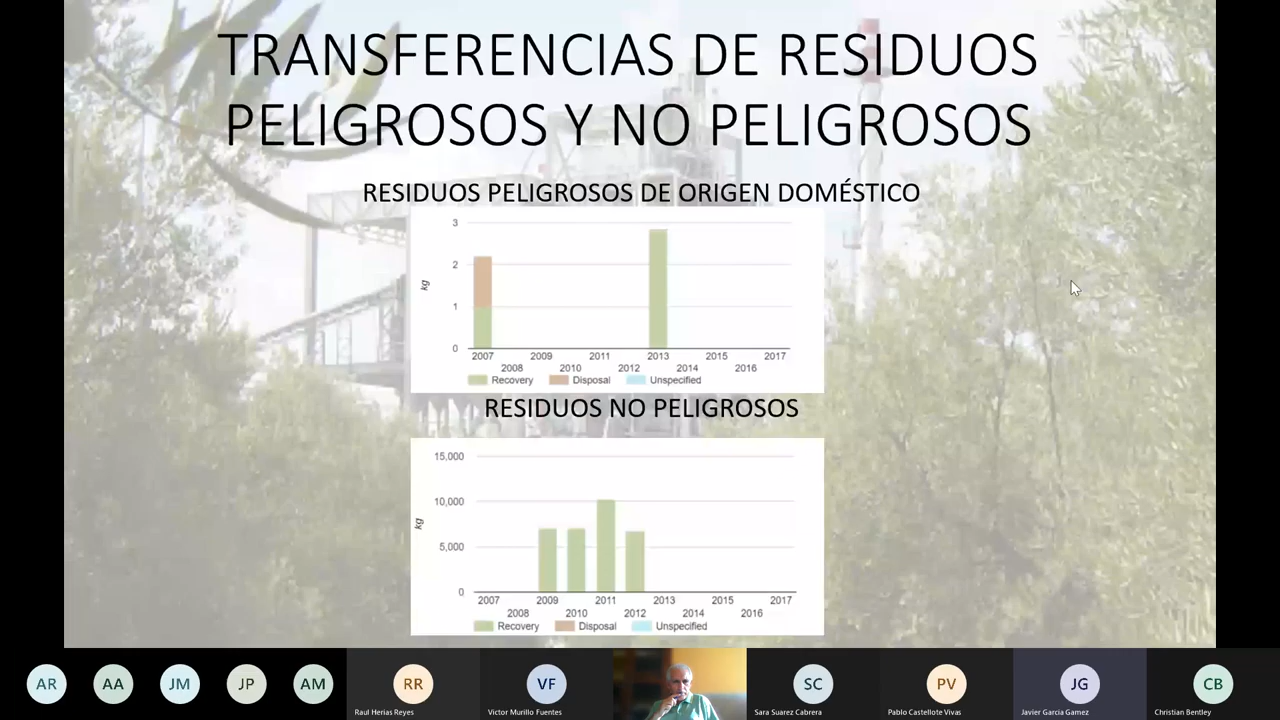 TRANSFERENCIAS DE RESIDUOS
PELIGROSOS Y NO PELIGROSOS
RESIDUOS PELIGROSOS DE ORIGEN DOMÉSTICO
3
2
1
0
kg
2007 2009 2011 2013 2015 2017
2008 2010 2012 2014 2016
Recovery Disposal Unspecified
RESIDUOS NO PELIGROSOS
15,000
10,000
5,000
0
kg
2007 2009 2011 2013 2015 2017
2008 2010 2012 2014 2016
Recovery Disposal Unspecified
AR AA JM JP AM RR VF SC PV JG CB
Raul Herias Reyes Victor Murillo Fuentes Sara Suarez Cabrera Pablo Castellote Vivas Javier Garcia Gamez Christian Bentley